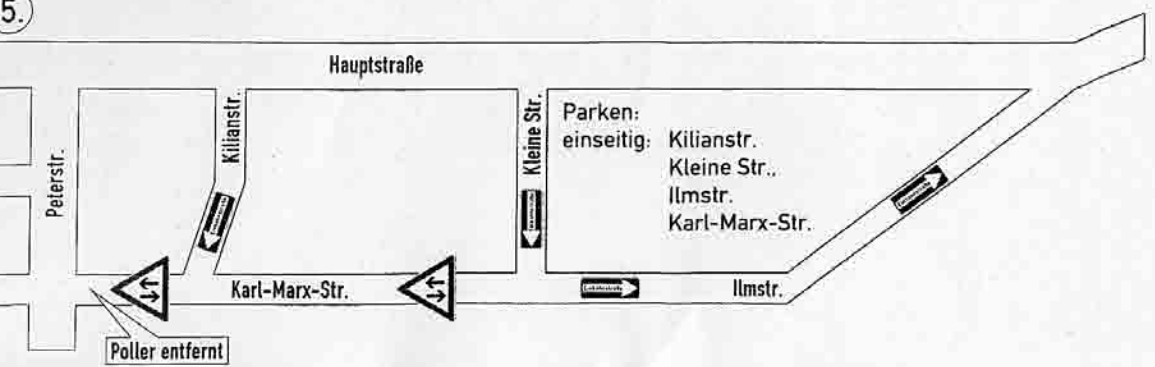 5.
Hauptstraße
Peterstr.
Kilianstr.
Kleine Str.
Parken:
einseitig: Kilianstr.
Kleine Str.,
Ilmstr.
Karl-Marx-Str.
Karl-Marx-Str.
Ilmstr.
Poller entfernt